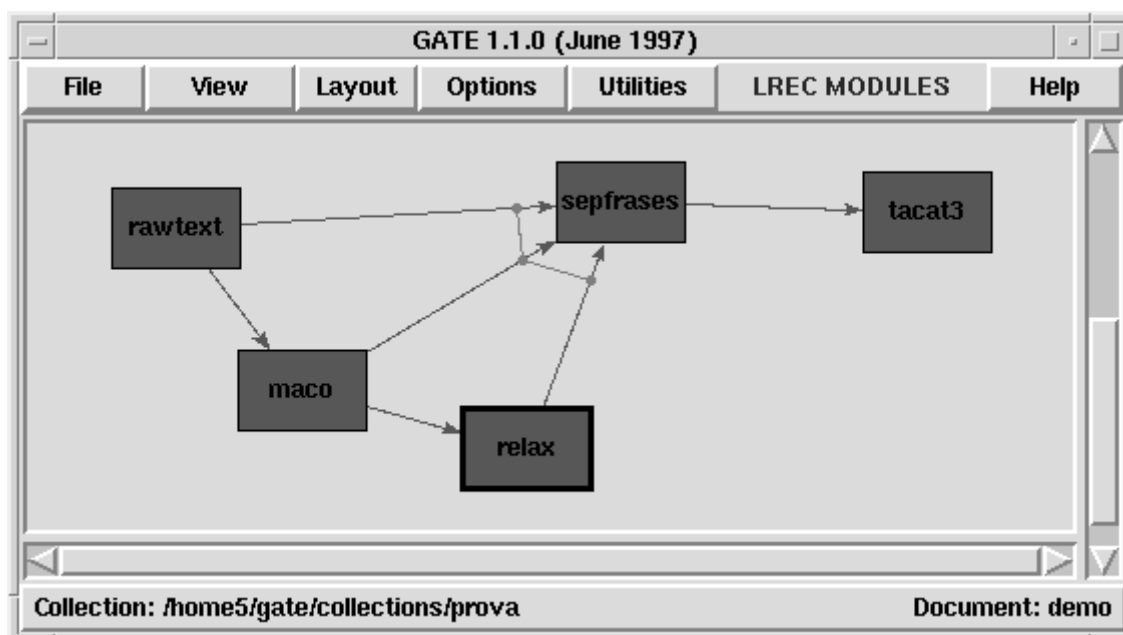 GATE 1.1.0 (June 1997)
File View Layout Options Utilities LREC MODULES Help
sepfrases
tacat3
rawtext
maco
relax
Collection: /home5/gate/collections/prova Document: demo